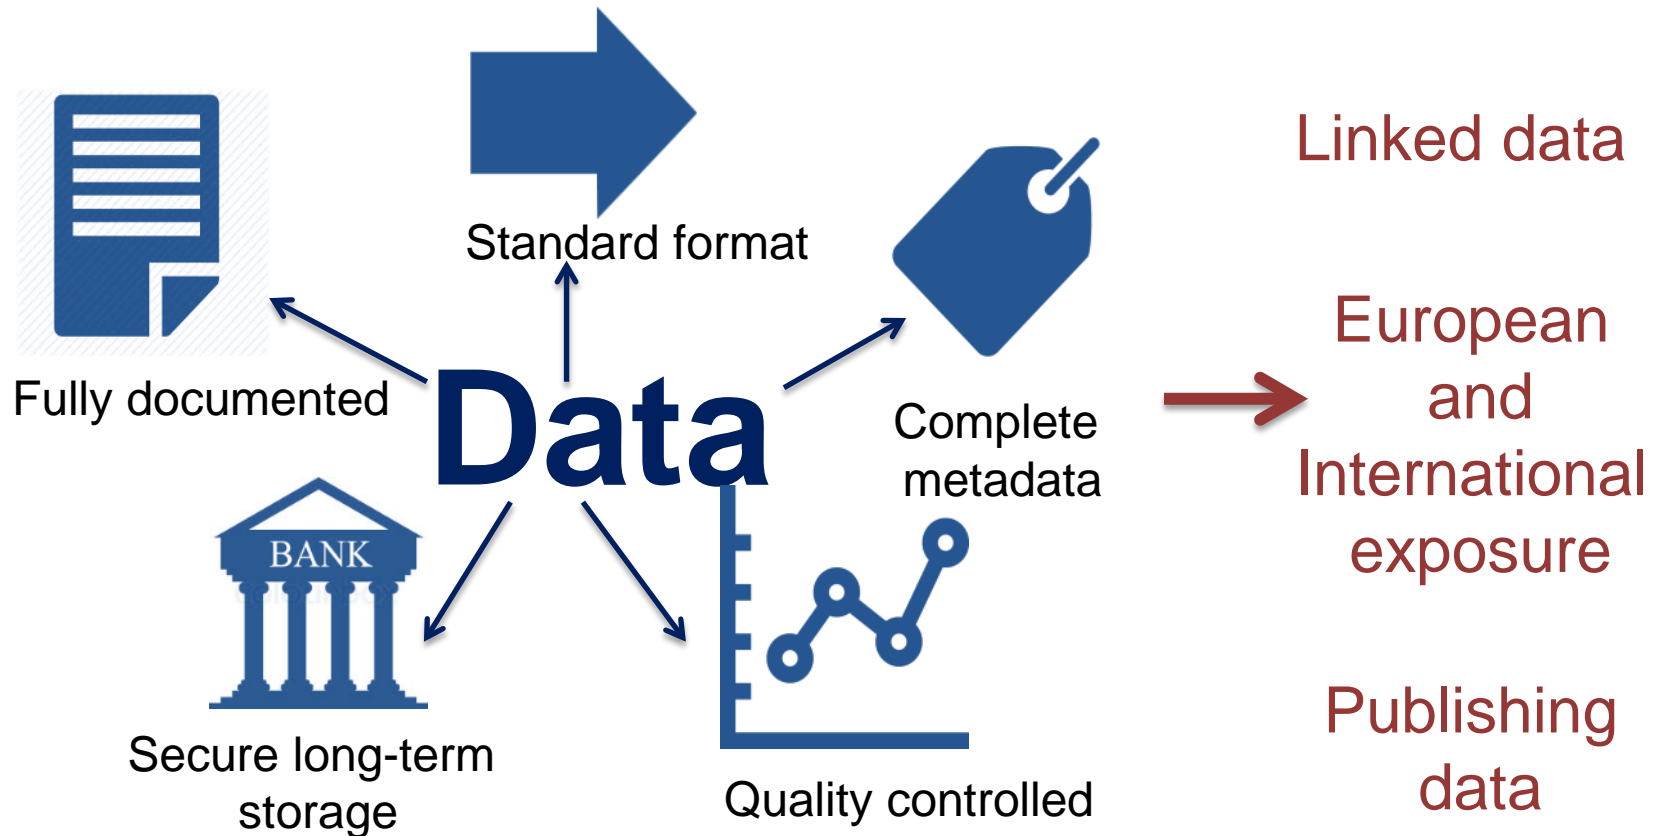 Standard format
Fully documented
Data
Complete
metadata
BANK
Secure long-term
storage
Quality controlled
Linked data
European
and
International
exposure
Publishing
data